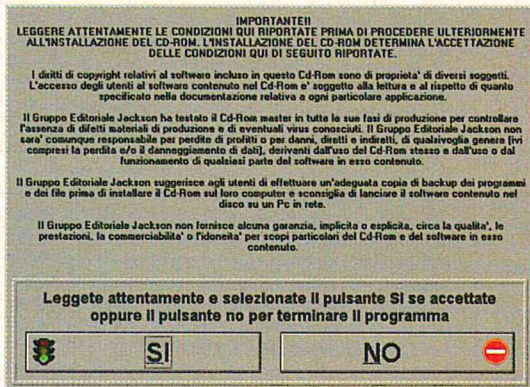 IMPORTANTE!!
LEGGERE ATTENTAMENTE LE CONDIZIONI QUI RIPORTATE PRIMA DI PROCEDERE ULTERIORMENTE
ALL'INSTALLAZIONE DEL CD-ROM. L'INSTALLAZIONE DEL CD-ROM DETERMINA L'ACCETTAZIONE
DELLE CONDIZIONI QUI DI SEGUITO RIPORTATE.
I diritti di copyright relativi al software incluso in questo Cd-Rom sono di proprieta' di diversi soggetti.
L'accesso degli utenti al software contenuto nel Cd-Rom e' soggetto alla lettura e al rispetto di quanto
specificato nella documentazione relativa a ogni particolare applicazione.
Il Gruppo Editoriale Jackson ha testato il Cd-Rom master in tutte le sue fasi di produzione per controllare
l'assenza di difetti materiali di produzione e di eventuali virus conosciuti. Il Gruppo Editoriale Jackson non
sara' comunque responsabile per perdite di profitti o per danni, diretti e indiretti, di qualsivoglia genere (ivi
compresi la perdita e/o il danneggiamento di dati), derivanti dall'uso del Cd-Rom stesso e dall'uso o dal
funzionamento di qualsiasi parte del software in esso contenuto.
Il Gruppo Editoriale Jackson suggerisce agli utenti di effettuare un'adeguata copia di backup dei programmi
e dei file prima di installare il Cd-Rom sul loro computer e sconsiglia di lanciare il software contenuto nel
disco su un Pc in rete.
Il Gruppo Editoriale Jackson non fornisce alcuna garanzia, implicita o esplicita, circa la qualita', le
prestazioni, la commerciabilita' o l'idoneita' per scopi particolari del Cd-Rom e del software in esso
contenuto.
Leggete attentamente e selezionate il pulsante Si se accettate
oppure il pulsante no per terminare il programma
SI
NO